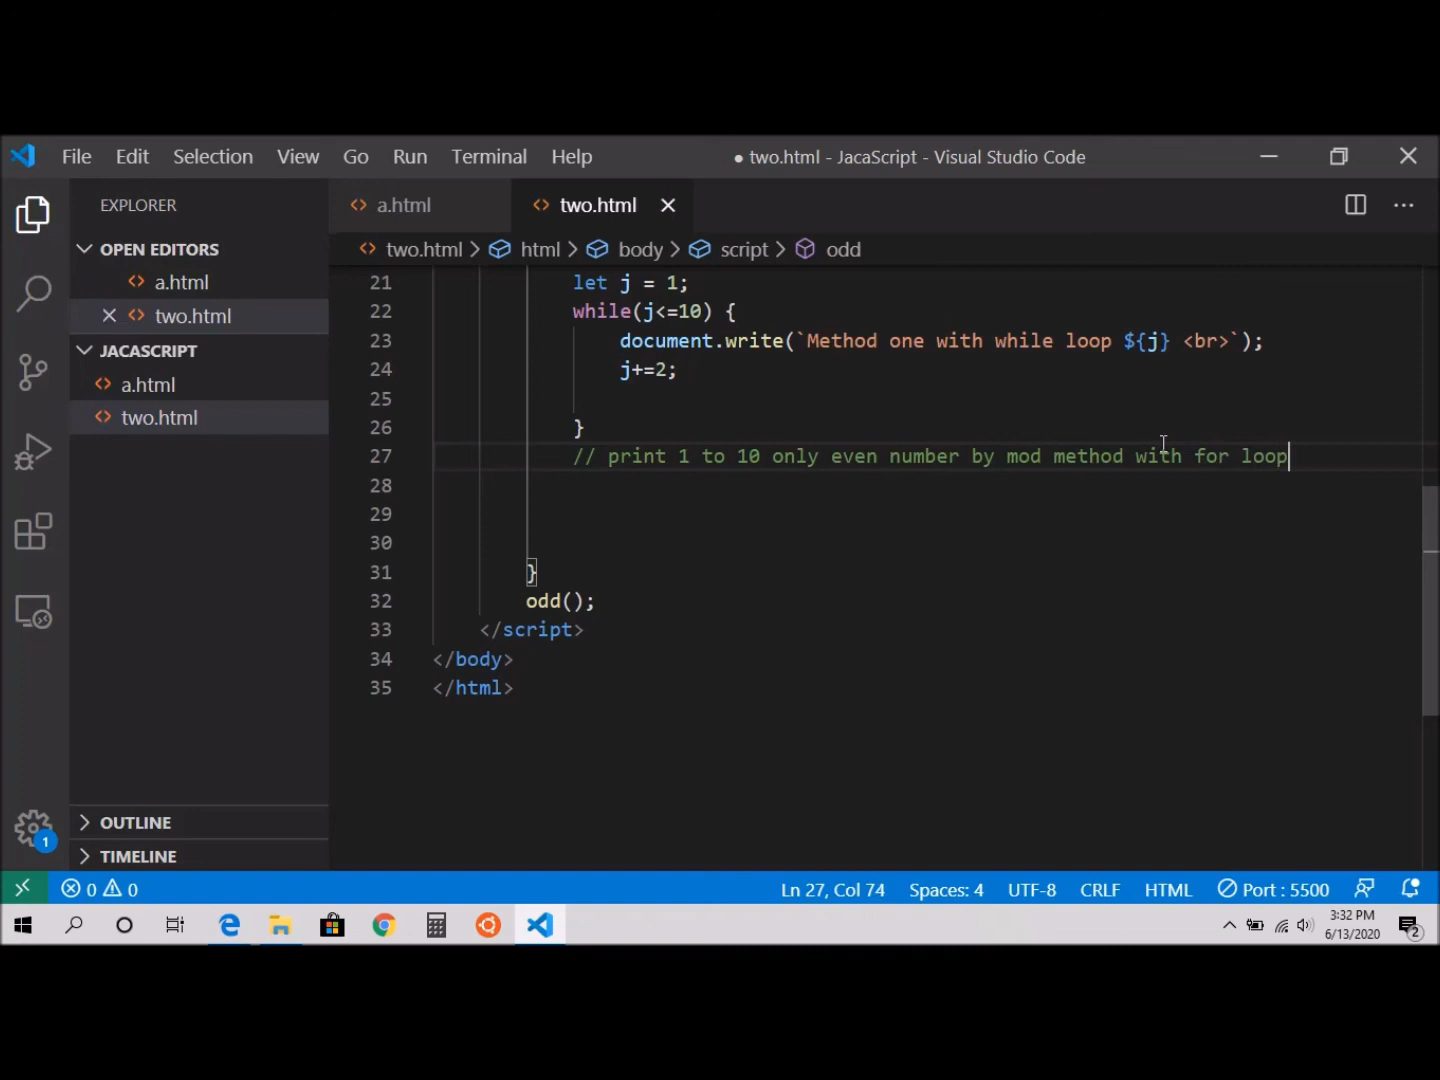 File Edit Selection View Go Run Terminal Help ● two.html - JacaScript - Visual Studio Code
EXPLORER
OPEN EDITORS
a.html
two.html
JACASCRIPT
a.html
two.html
OUTLINE
TIMELINE
1
a.html two.html
two.html > html > body > script > odd
21 let j = 1;
22 while(j<=10) {
23 document.write(`Method one with while loop ${j} <br>`);
24 j+=2;
25
26 }
27 // print 1 to 10 only even number by mod method with for loop
28
29
30
31 }
32 odd();
33 </script>
34 </body>
35 </html>
0 0 Ln 27, Col 74 Spaces: 4 UTF-8 CRLF HTML Port : 5500
3:32 PM
6/13/2020
2